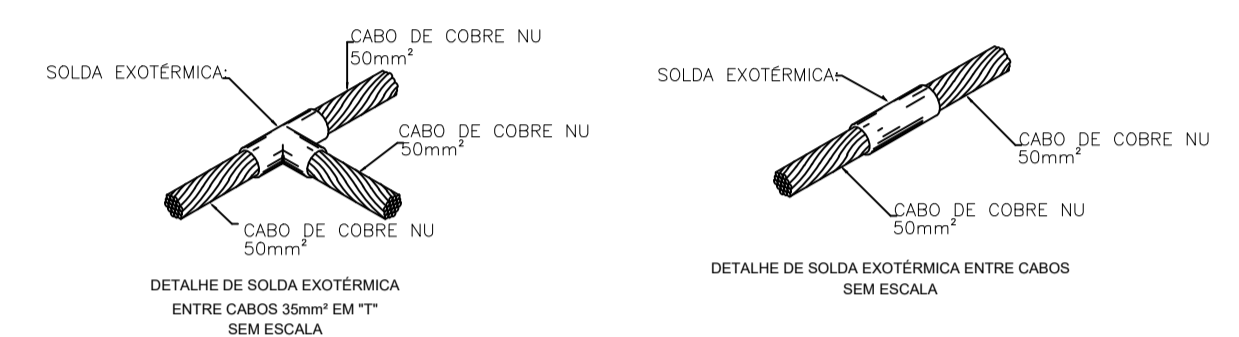 CABO DE COBRE NU
50mm²
SOLDA EXOTÉRMICA:
CABO DE COBRE NU
50mm²
CABO DE COBRE NU
50mm²
DETALHE DE SOLDA EXOTÉRMICA
ENTRE CABOS 35mm² EM "T"
SEM ESCALA
SOLDA EXOTÉRMICA:
CABO DE COBRE NU
50mm²
CABO DE COBRE NU
50mm²
DETALHE DE SOLDA EXOTÉRMICA ENTRE CABOS
SEM ESCALA